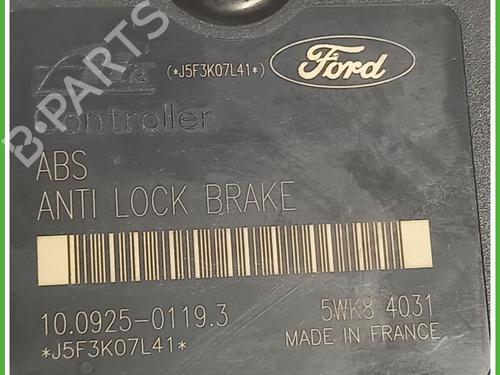 B-PARTS
(*J5F3K07L41*)
Ford
Controller
ABS
ANTI LOCK BRAKE
10.0925-0119.3
5WK8 4031
*J5F3K07L41*
MADE IN FRANCE